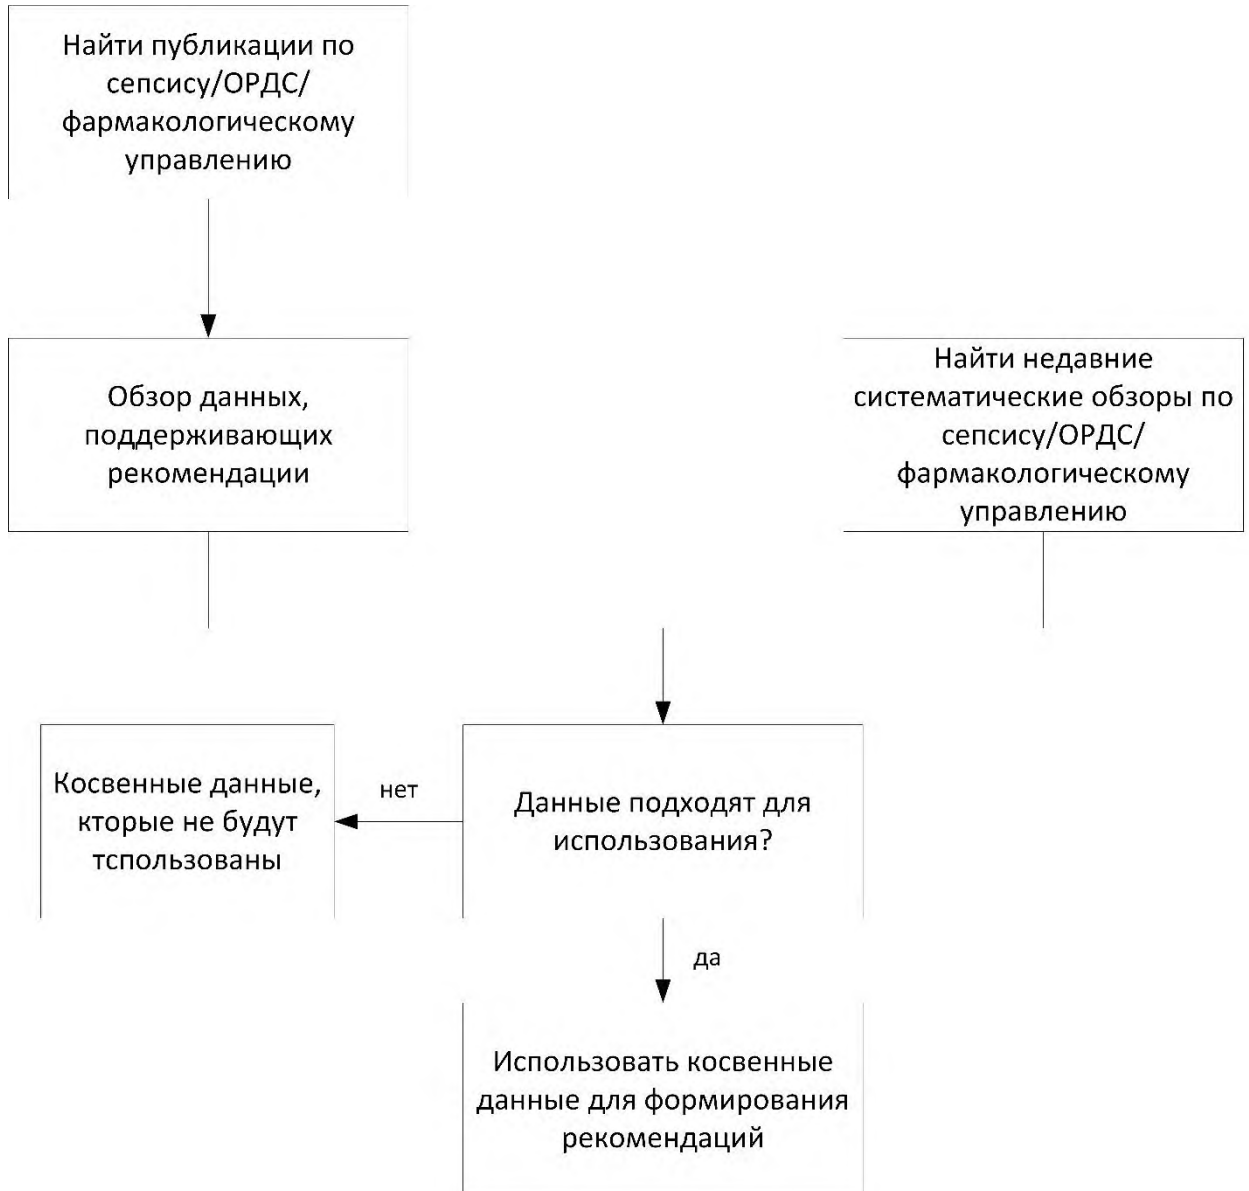 Найти публикации по
сепсису/ОРДС/
фармакологическому
управлению
Обзор данных,
поддерживающих
рекомендации
Найти недавние
систематические обзоры по
сепсису/ОРДС/
фармакологическому
управлению
Косвенные данные,
кторые не будут
тспользованы
нет
Данные подходят для
использования?
да
Использовать косвенные
данные для формирования
рекомендаций